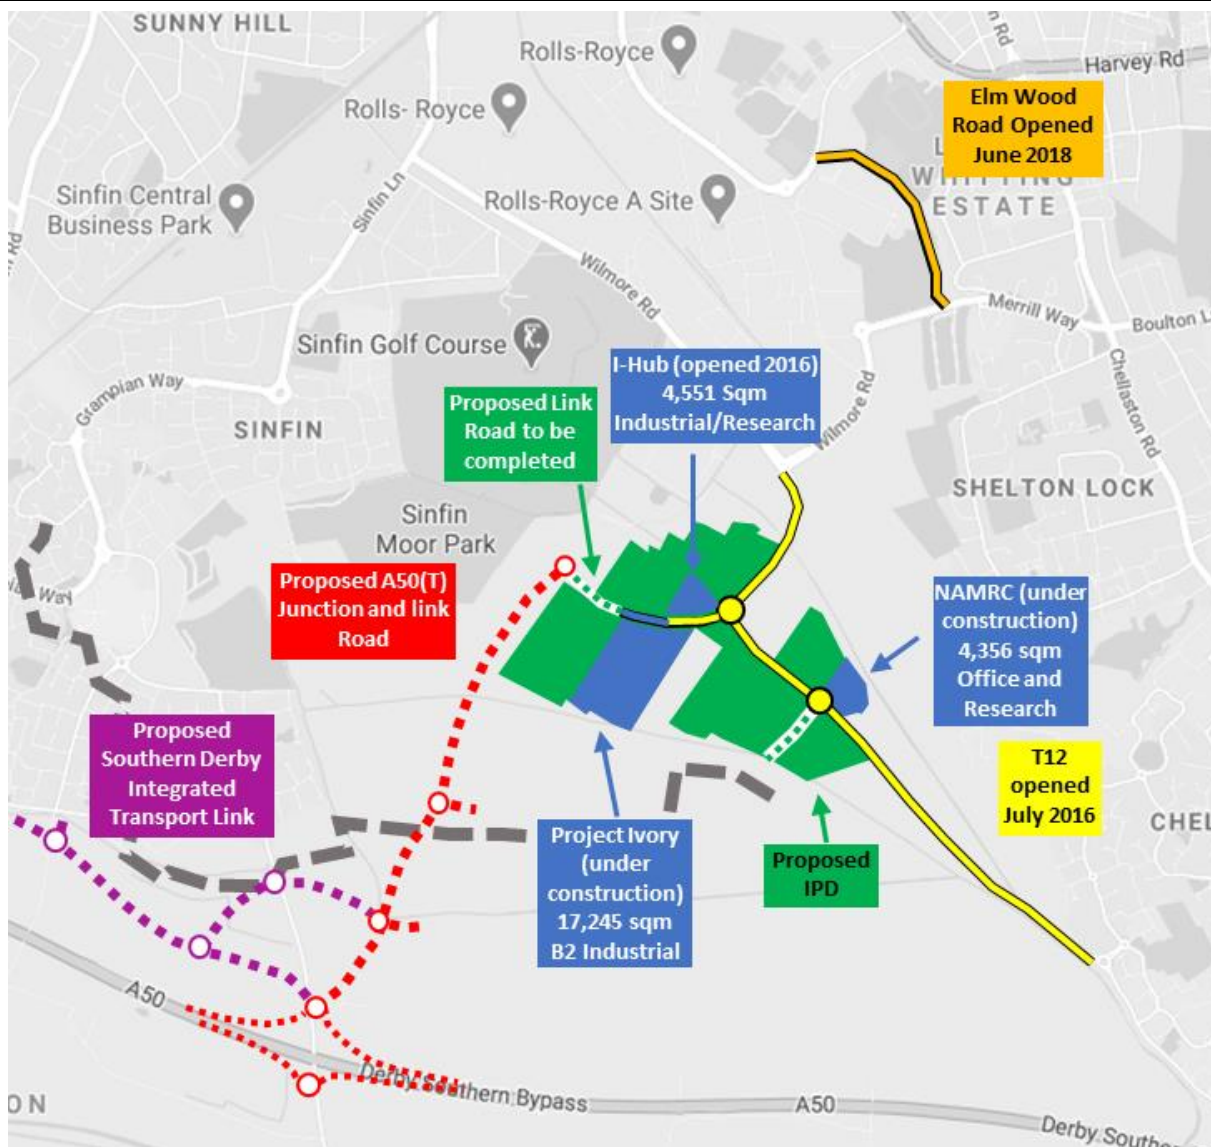 SUNNY HILL
Rolls-Royce
Harvey Rd
Rolls- Royce
Elm Wood
Road Opened
June 2018
Sinfin Ln
Sinfin Central
Business Park
Rolls-Royce A Site
WHITTING
ESTATE
Wilmore Rd
Merrill Way
Boulton L
Sinfin Golf Course
I-Hub (opened 2016)
4,551 Sqm
Industrial/Research
Chellaston Rd
Grampian Way
Proposed Link
Road to be
completed
SINFIN
Wilmore Rd
SHELTON LOCK
Sinfin
Moor Park
Proposed A50(T)
Junction and link
Road
NAMRC (under
construction)
4,356 sqm
Office and
Research
Way
Proposed
Southern Derby
Integrated
Transport Link
T12
opened
July 2016
Project Ivory
(under
construction)
17,245 sqm
B2 Industrial
Proposed
IPD
CHEL
A50
Derby Southern Bypass
A50
Derby Southern
ON